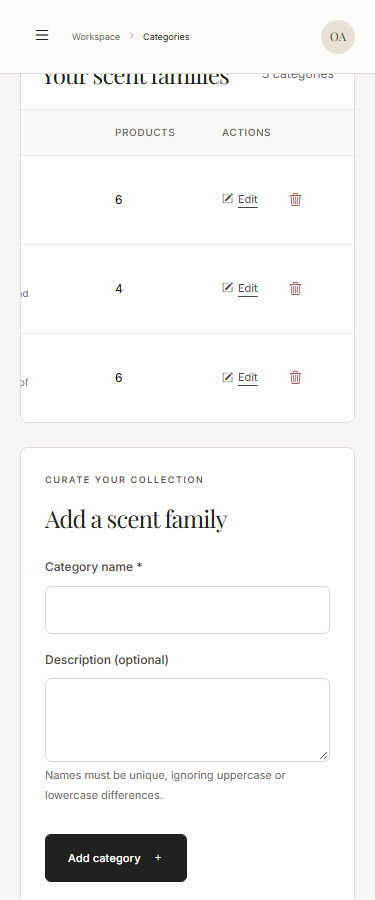 Workspace > Categories
OA
Your scent families
3 categories
PRODUCTS ACTIONS
6 Edit
4 Edit
6 Edit
of
CURATE YOUR COLLECTION
Add a scent family
Category name *
Description (optional)
Names must be unique, ignoring uppercase or
lowercase differences.
Add category +